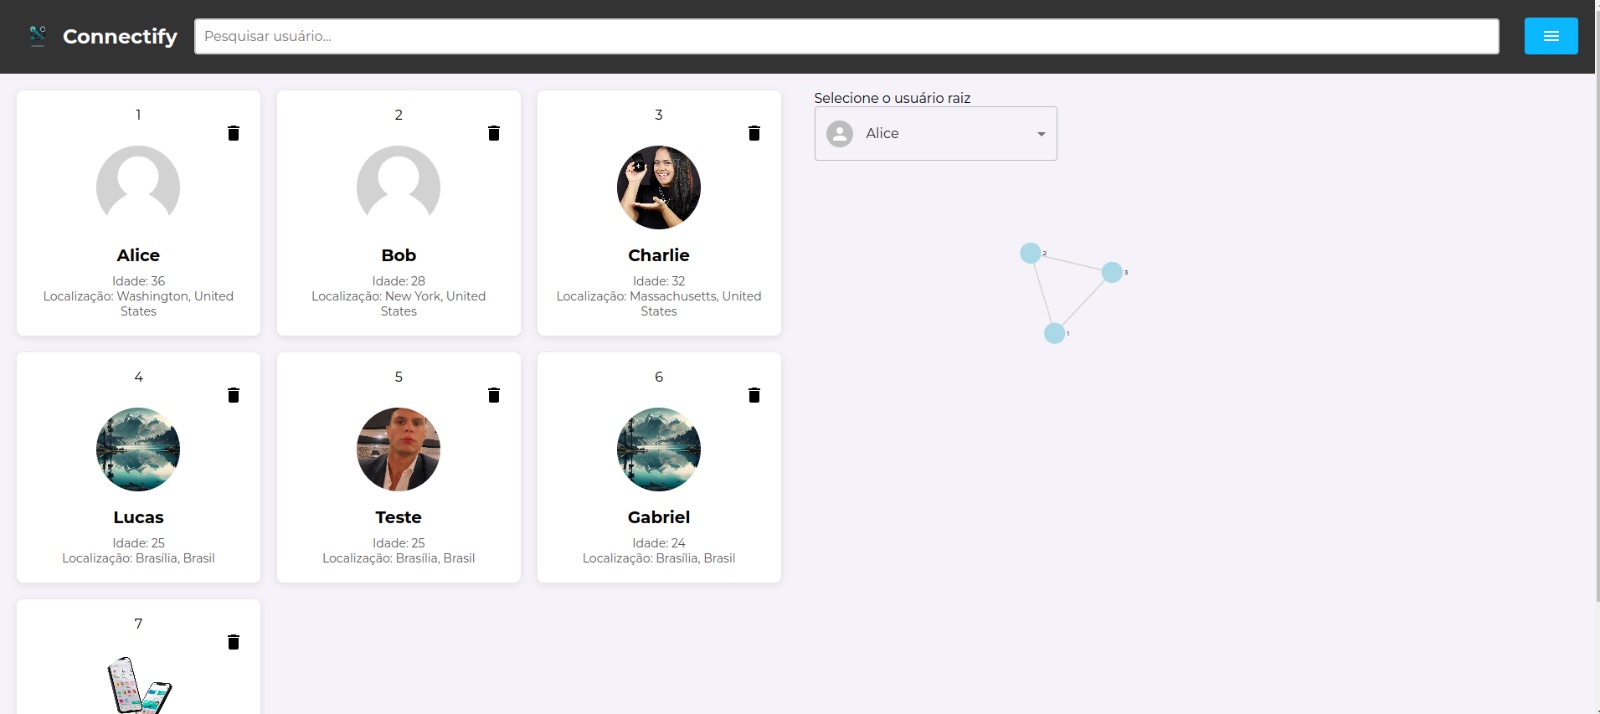 Connectify
Pesquisar usuário...
1
Alice
Idade: 36
Localização: Washington, United
States
2
Bob
Idade: 28
Localização: New York, United
States
3
Charlie
Idade: 32
Localização: Massachusetts, United
States
4
Lucas
Idade: 25
Localização: Brasília, Brasil
5
Teste
Idade: 25
Localização: Brasília, Brasil
6
Gabriel
Idade: 24
Localização: Brasília, Brasil
7
Selecione o usuário raiz
Alice
2
3
1